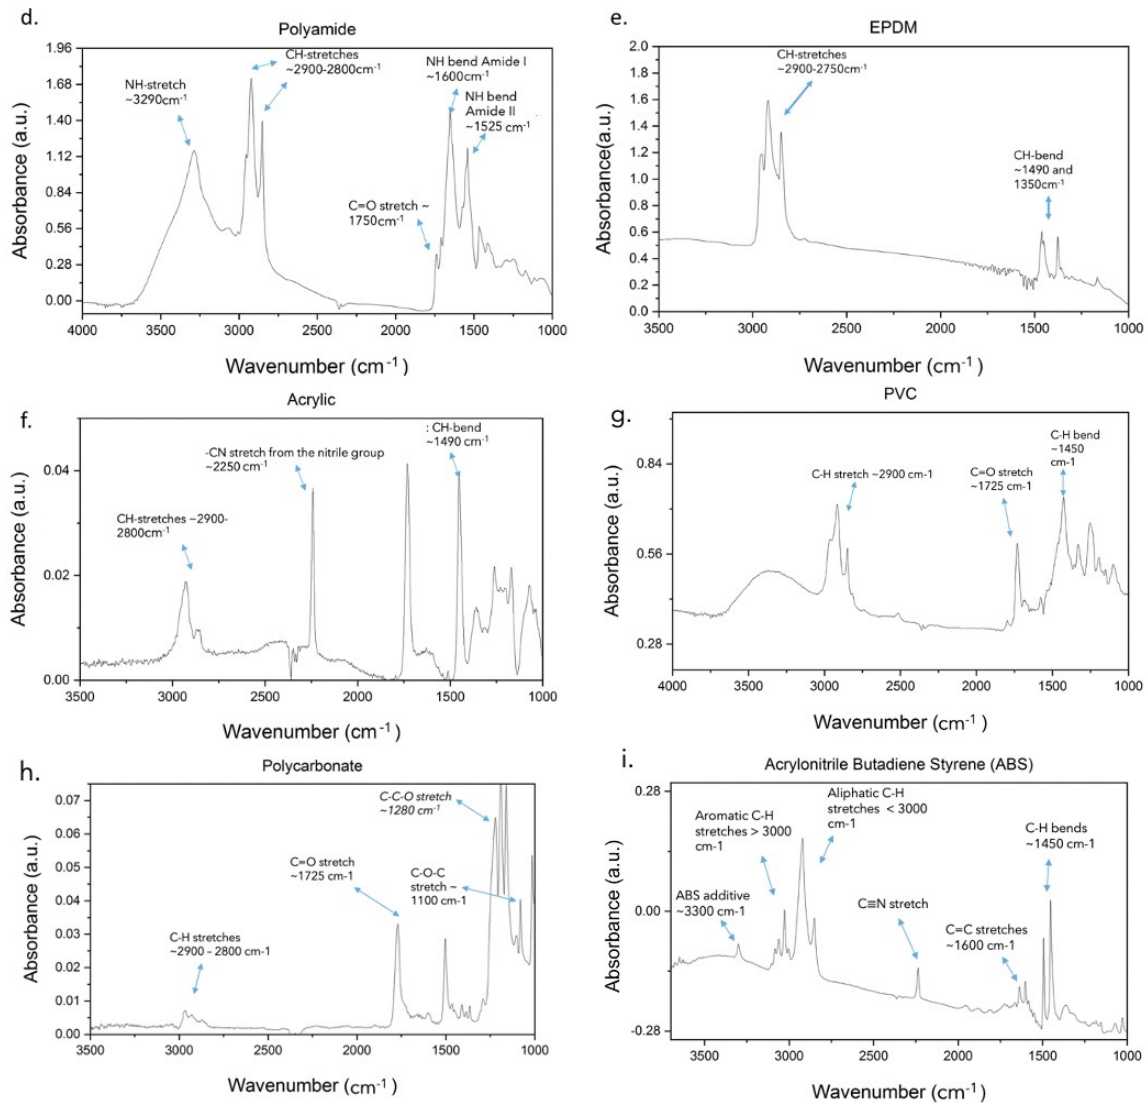 d.
Polyamide
CH-stretches
~2900-2800cm-1
NH bend Amide I
~1600cm-1
NH-stretch
~3290cm-1
NH bend
Amide II
~1525 cm-1
C=O stretch ~
1750cm-1
Absorbance (a.u.)
1.96
1.68
1.40
1.12
0.84
0.56
0.28
0.00
4000 3500 3000 2500 2000 1500 1000
Wavenumber (cm-1)
e.
EPDM
CH-stretches
~2900-2750cm-1
CH-bend
~1490 and
1350cm-1
Absorbance(a.u.)
2.0
1.8
1.6
1.4
1.2
1.0
0.8
0.6
0.4
0.2
0.0
3500 3000 2500 2000 1500 1000
Wavenumber (cm-1)
f.
Acrylic
: CH-bend
~1490 cm-1
-CN stretch from the nitrile group
~2250 cm-1
CH-stretches ~2900-
2800cm-1
Absorbance (a.u.)
0.04
0.02
0.00
3500 3000 2500 2000 1500 1000
Wavenumber (cm-1)
g.
PVC
C-H bend
~1450
cm-1
C-H stretch ~2900 cm-1
C=O stretch
~1725 cm-1
Absorbance (a.u.)
0.84
0.56
0.28
4000 3500 3000 2500 2000 1500 1000
Wavenumber (cm-1)
h.
Polycarbonate
C-C-O stretch
~1280 cm-1
C=O stretch
~1725 cm-1
C-O-C
stretch ~
1100 cm-1
C-H stretches
~2900 - 2800 cm-1
Absorbance (a.u.)
0.07
0.06
0.05
0.04
0.03
0.02
0.01
0.00
3500 3000 2500 2000 1500 1000
Wavenumber (cm-1)
i.
Acrylonitrile Butadiene Styrene (ABS)
Aromatic C-H
stretches > 3000
cm-1
Aliphatic C-H
stretches < 3000
cm-1
C-H bends
~1450 cm-1
ABS additive
~3300 cm-1
C≡N stretch
C=C stretches
~1600 cm-1
Absorbance (a.u.)
0.28
0.00
-0.28
3500 3000 2500 2000 1500 1000
Wavenumber (cm-1)